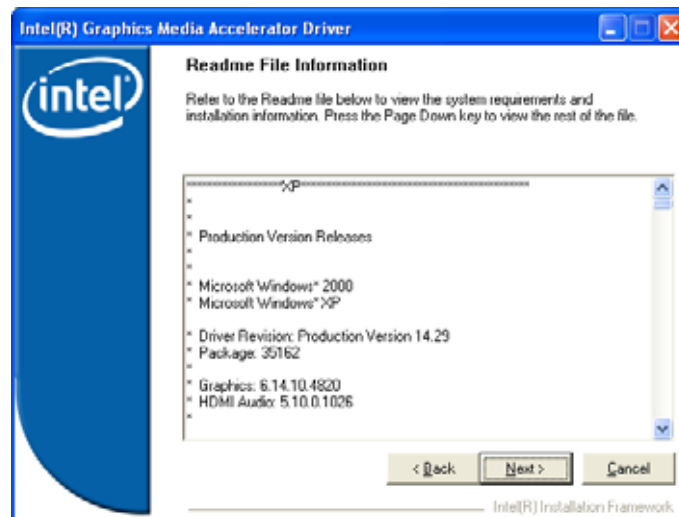 Intel(R) Graphics Media Accelerator Driver
intel
Readme File Information
Refer to the Readme file below to view the system requirements and
installation information. Press the Page Down key to view the rest of the file.
********************XP********************************************
*
*
* Production Version Releases
*
*
* Microsoft Windows* 2000
* Microsoft Windows* XP
*
* Driver Revision: Production Version 14.29
* Package: 35162
*
* Graphics: 6.14.10.4820
* HDMI Audio: 5.10.0.1026
*
< Back
Next >
Cancel
Intel(R) Installation Framework